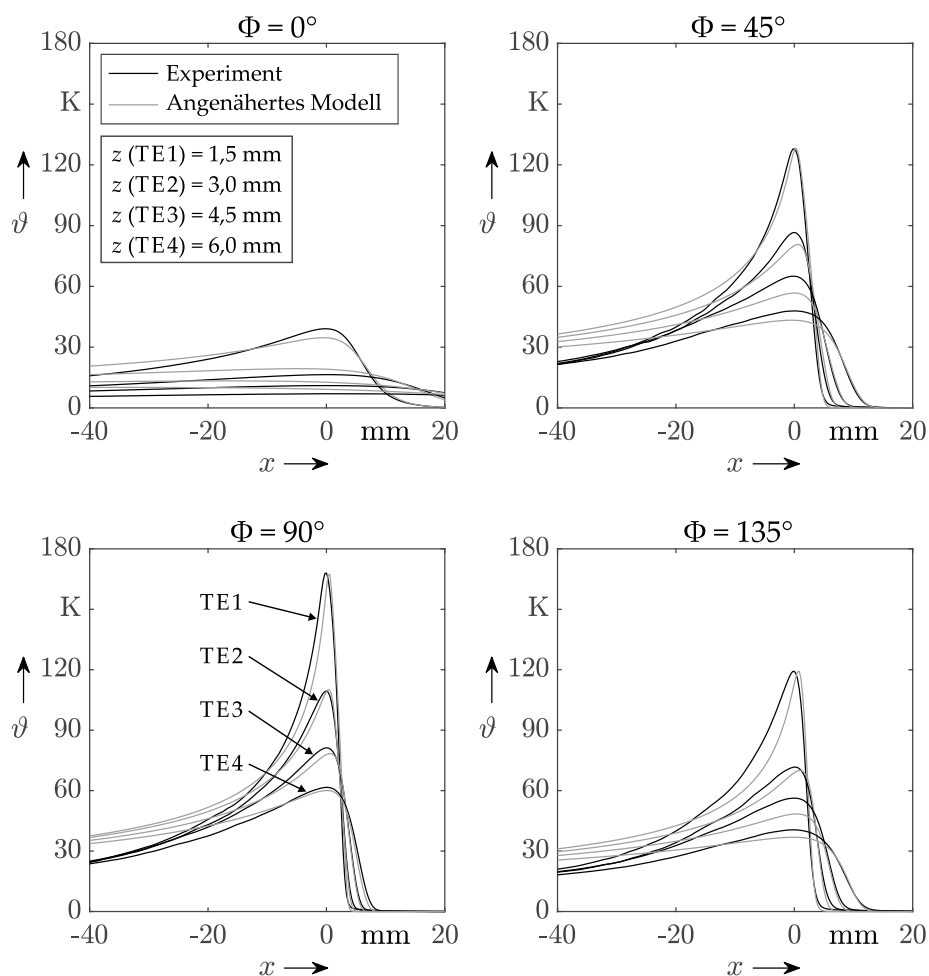 Φ = 0°
180
K
120
90
60
30
0
ϑ
Experiment
Angenähertes Modell
z (TE1) = 1,5 mm
z (TE2) = 3,0 mm
z (TE3) = 4,5 mm
z (TE4) = 6,0 mm
-40 -20 0 mm 20
x
Φ = 45°
180
K
120
90
60
30
0
ϑ
-40 -20 0 mm 20
x
Φ = 90°
180
K
120
90
60
30
0
ϑ
TE1
TE2
TE3
TE4
-40 -20 0 mm 20
x
Φ = 135°
180
K
120
90
60
30
0
ϑ
-40 -20 0 mm 20
x